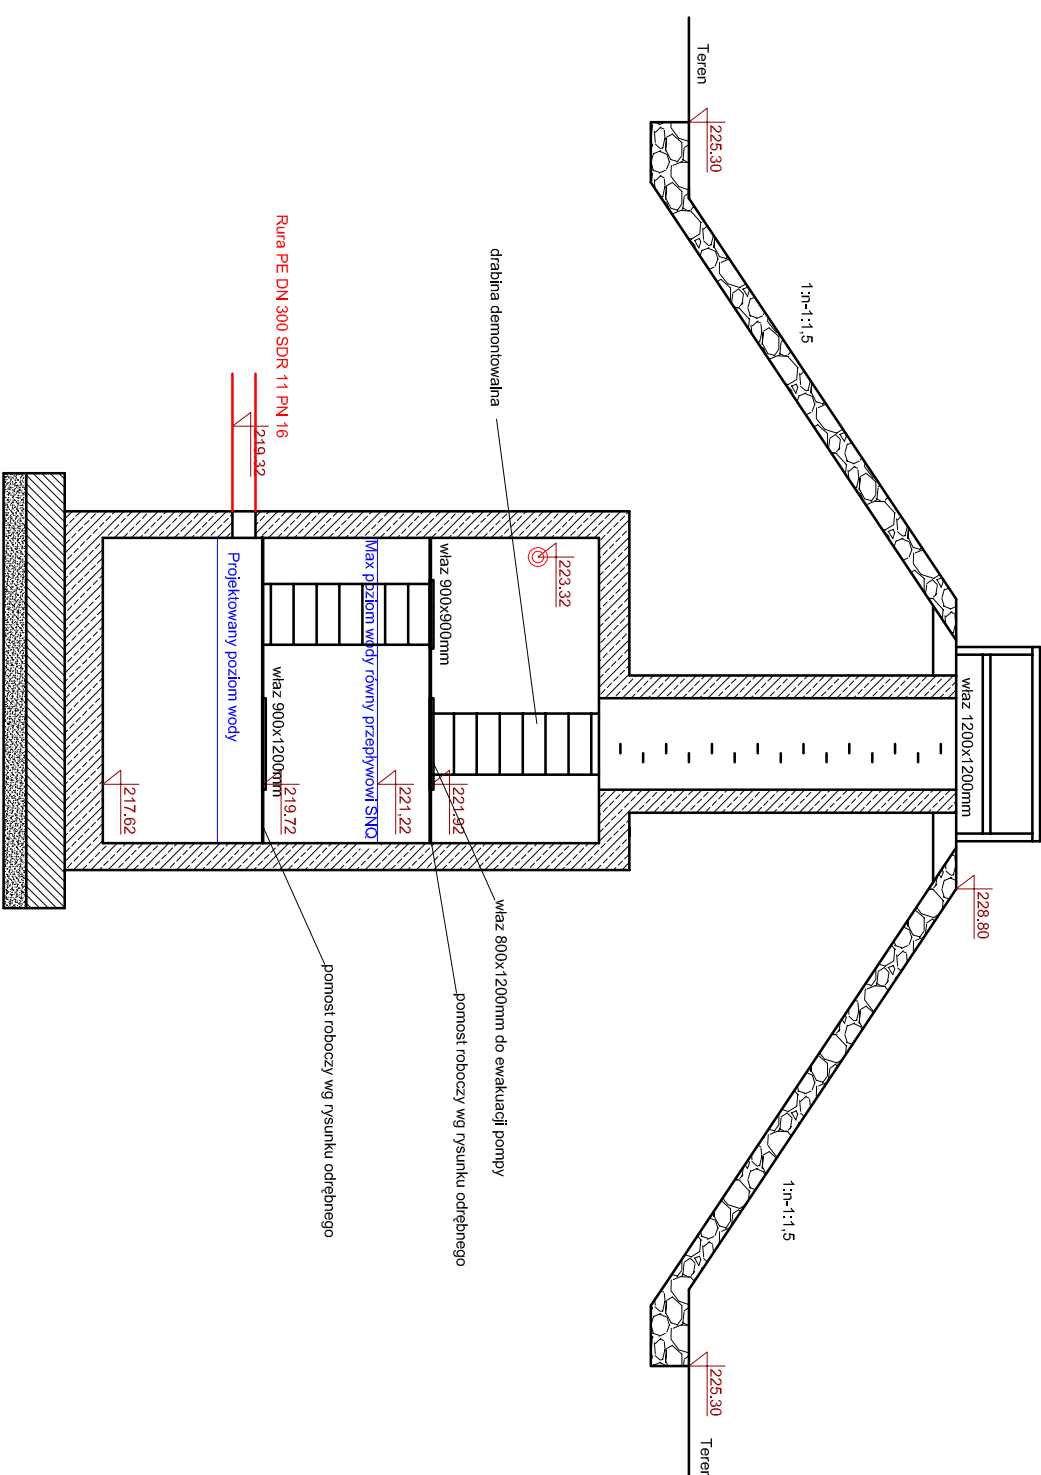 właz 1200x1200mm
228.80
1:n-1:1,5
1:n-1:1,5
Teren
225.30
225.30
Teren
223.32
drabina demontowalna
właz 900x900mm
221.92
właz 800x1200mm do ewakuacji pompy
pomost roboczy wg rysunku odrębnego
Max poziom wody równy przepływowi SNQ
221,22
Rura PE DN 300 SDR 11 PN 16
219.32
właz 900x1200mm
219.72
pomost roboczy wg rysunku odrębnego
Projektowany poziom wody
217.62